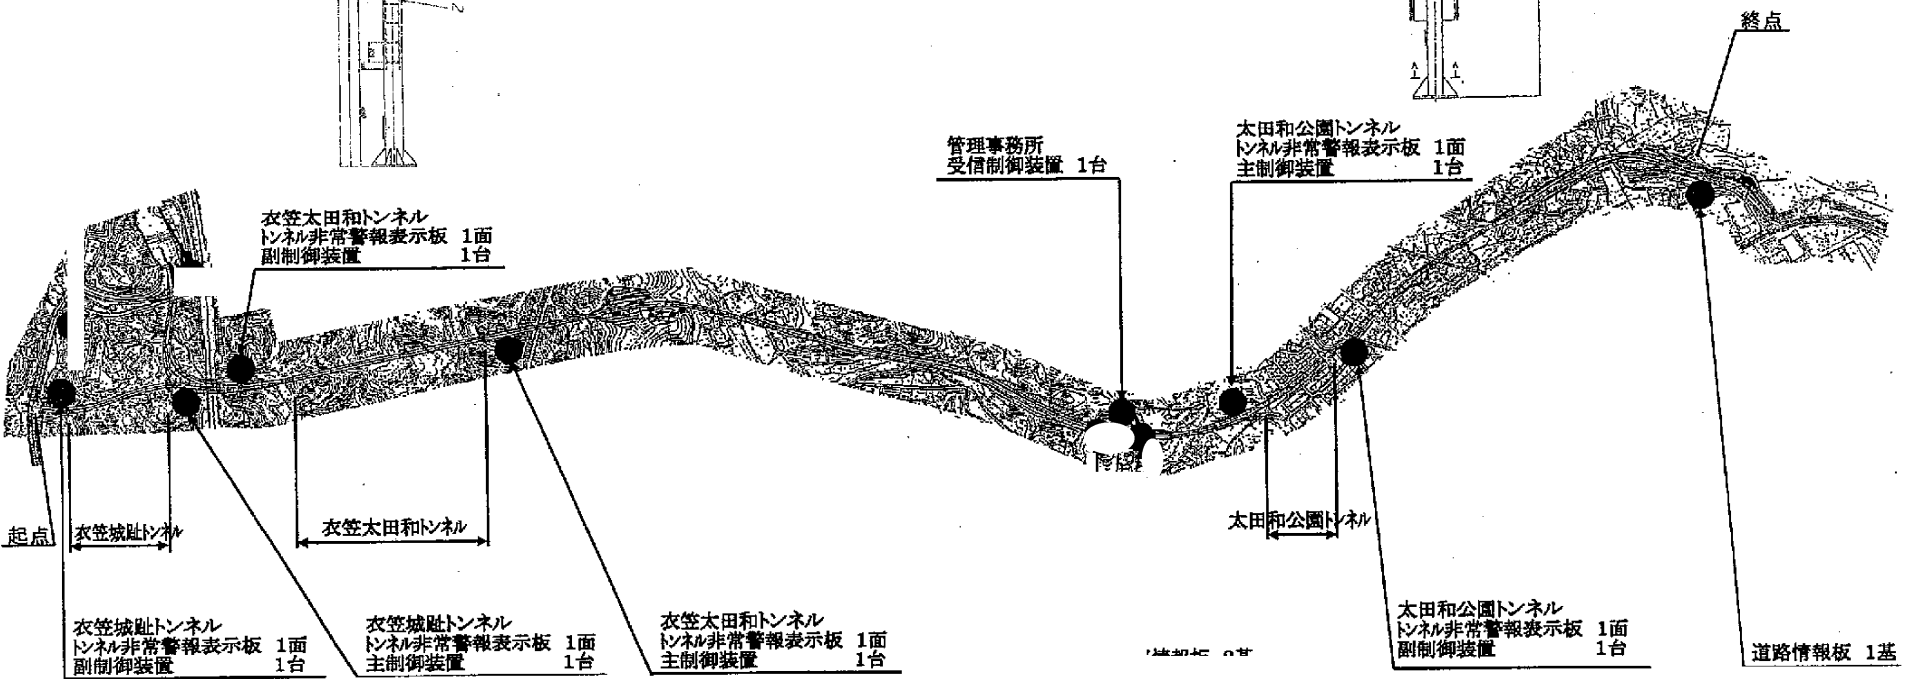 終点
管理事務所
受信制御装置 1台
太田和公園トンネル
トンネル非常警報表示板 1面
主制御装置 1台
衣笠太田和トンネル
トンネル非常警報表示板 1面
副制御装置 1台
起点
衣笠城趾トンネル
衣笠太田和トンネル
太田和公園トンネル
衣笠城趾トンネル
トンネル非常警報表示板 1面
副制御装置 1台
衣笠城趾トンネル
トンネル非常警報表示板 1面
主制御装置 1台
衣笠太田和トンネル
トンネル非常警報表示板 1面
主制御装置 1台
太田和公園トンネル
トンネル非常警報表示板 1面
副制御装置 1台
道路情報板 1基